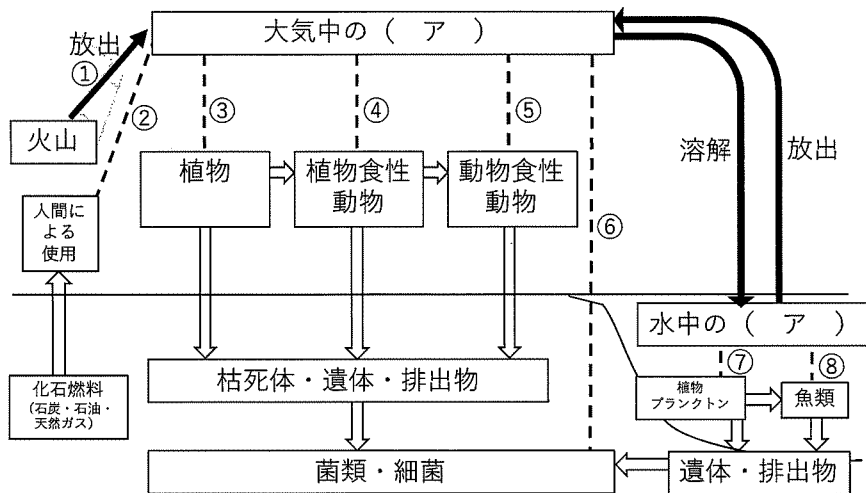 大気中の（　ア　）
放出
①
②
③
④
⑤
火山
溶解
放出
植物
植物食性
動物
動物食性
動物
人間に
よる
使用
⑥
水中の（　ア　）
⑦
⑧
枯死体・遺体・排出物
化石燃料
(石炭・石油・
天然ガス)
植物
プランクトン
魚類
菌類・細菌
遺体・排出物